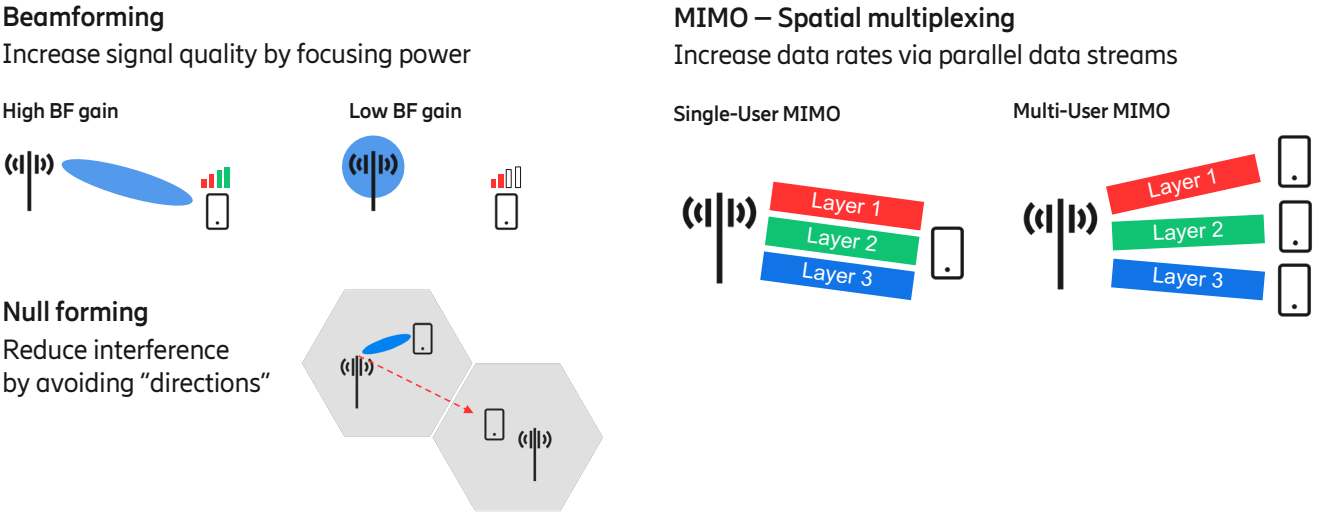 Beamforming
Increase signal quality by focusing power
High BF gain
Low BF gain
Null forming
Reduce interference
by avoiding “directions”
MIMO – Spatial multiplexing
Increase data rates via parallel data streams
Single-User MIMO
Layer 1
Layer 2
Layer 3
Multi-User MIMO
Layer 1
Layer 2
Layer 3